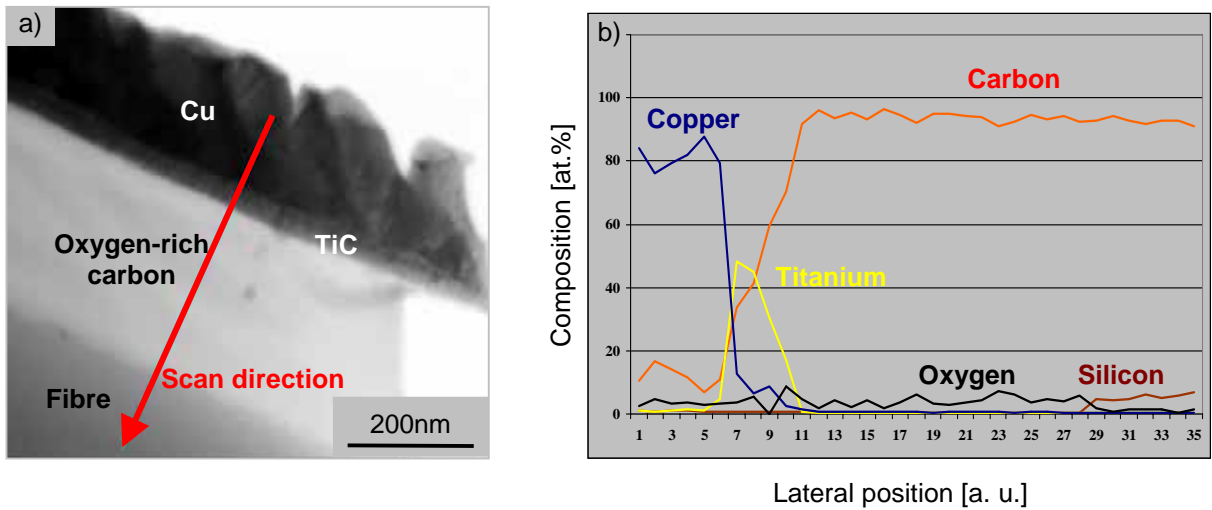 a)
Cu
Oxygen-rich
carbon
TiC
Scan direction
Fibre
200nm
b)
Composition [at.%]
100
80
60
40
20
0
Carbon
Copper
Titanium
Oxygen
Silicon
1 3 5 7 9 11 13 15 17 19 21 23 25 27 29 31 33 35
Lateral position [a. u.]